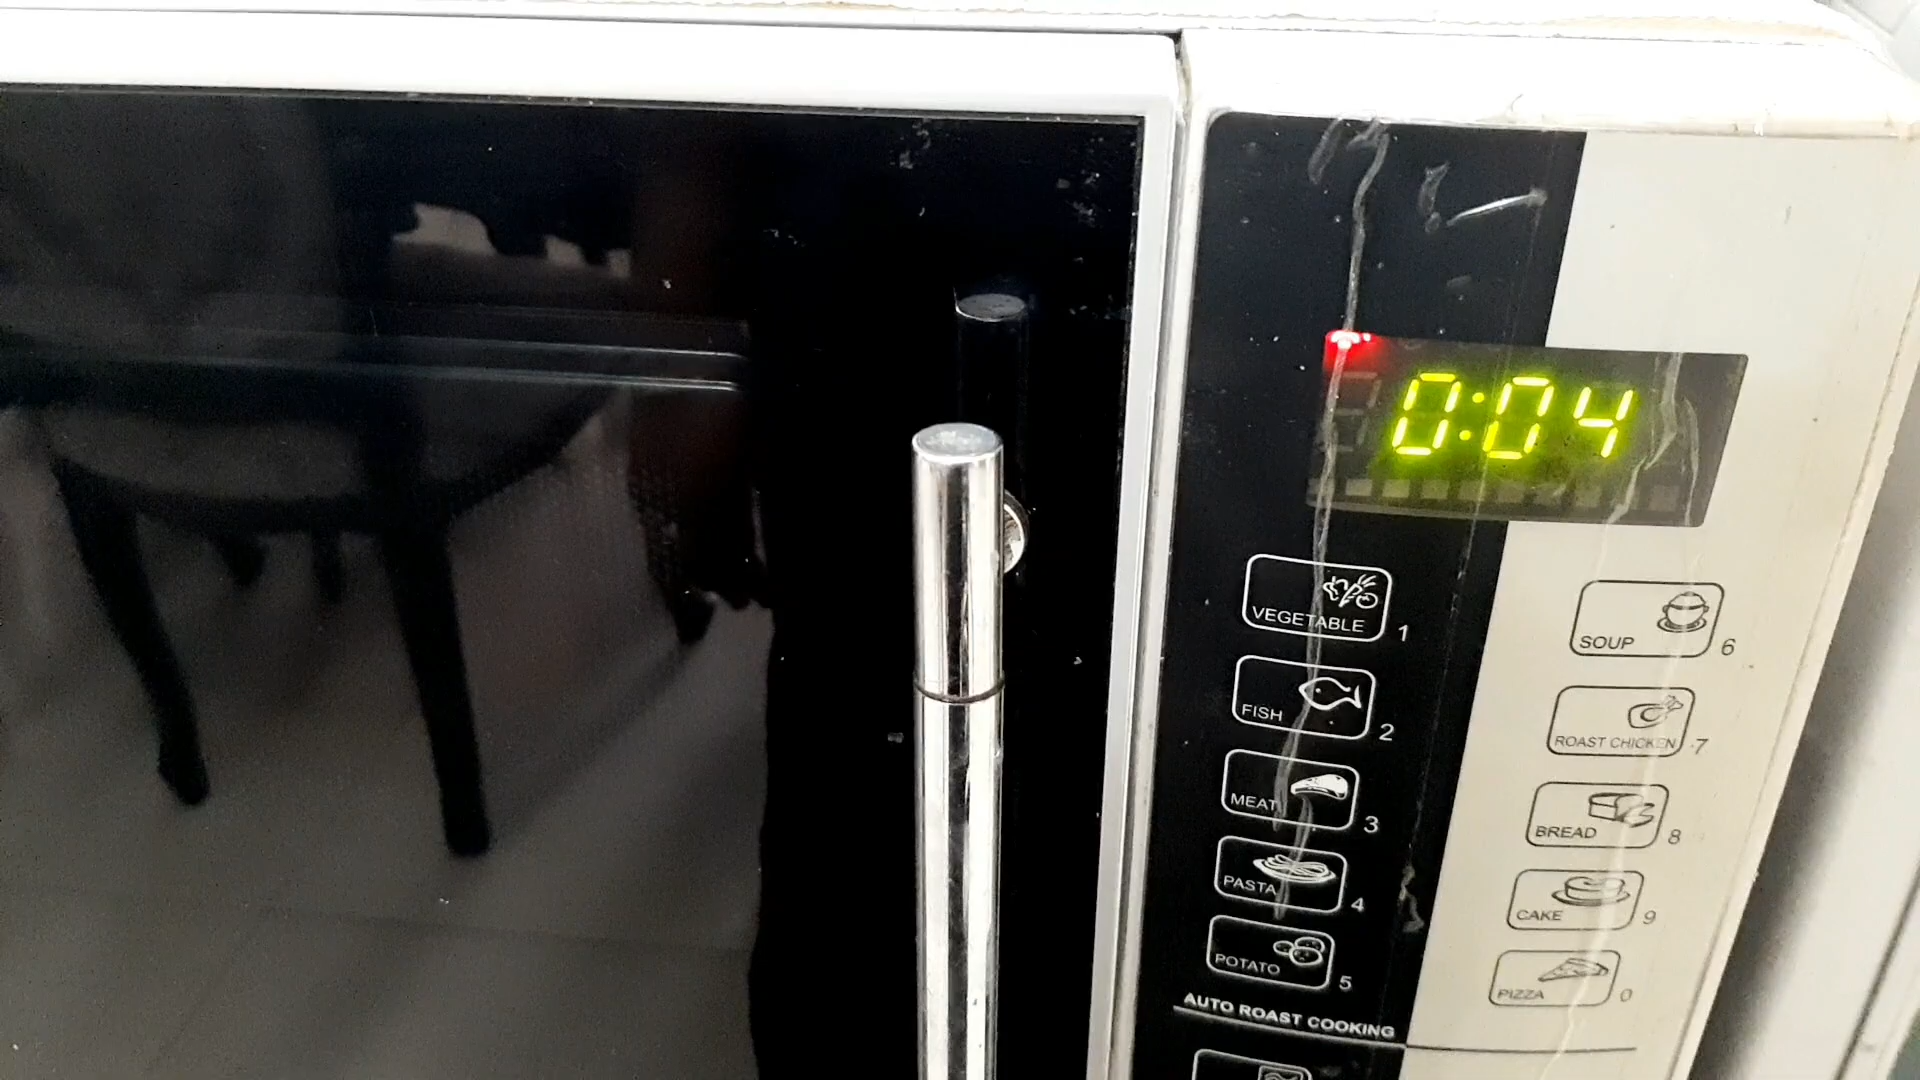 0:04
VEGETABLE 1
SOUP 6
FISH 2
ROAST CHICKEN 7
MEAT 3
BREAD 8
PASTA 4
CAKE 9
POTATO 5
PIZZA 0
AUTO ROAST COOKING